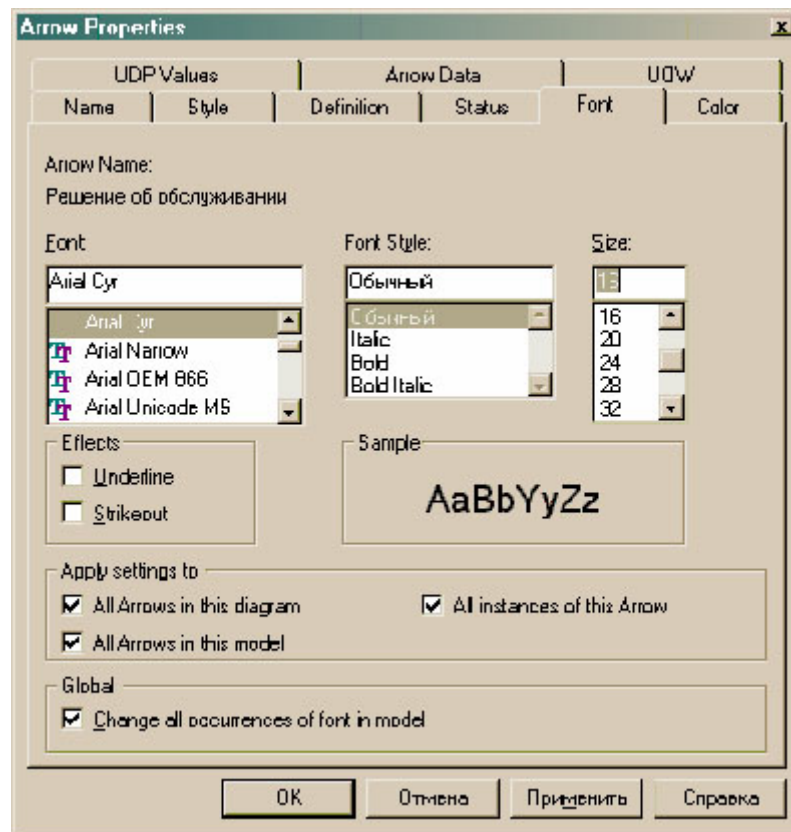 Arrow Properties
UDP Values Arrow Data UOW
Name Style Definition Status Font Color
Arrow Name:
Решение об обслуживании
Font Font Style: Size:
Arial Cyr Обычный
Arial Cyr Обычный 16
Arial Narrow Italic 20
Arial OEM 866 Bold 24
Arial Unicode MS Bold Italic 28
32
Effects Sample
Underline
Strikeout
AaBbYyZz
Apply settings to
All Arrows in this diagram All instances of this Arrow
All Arrows in this model
Global
Change all occurrences of font in model
OK Отмена Применить Справка